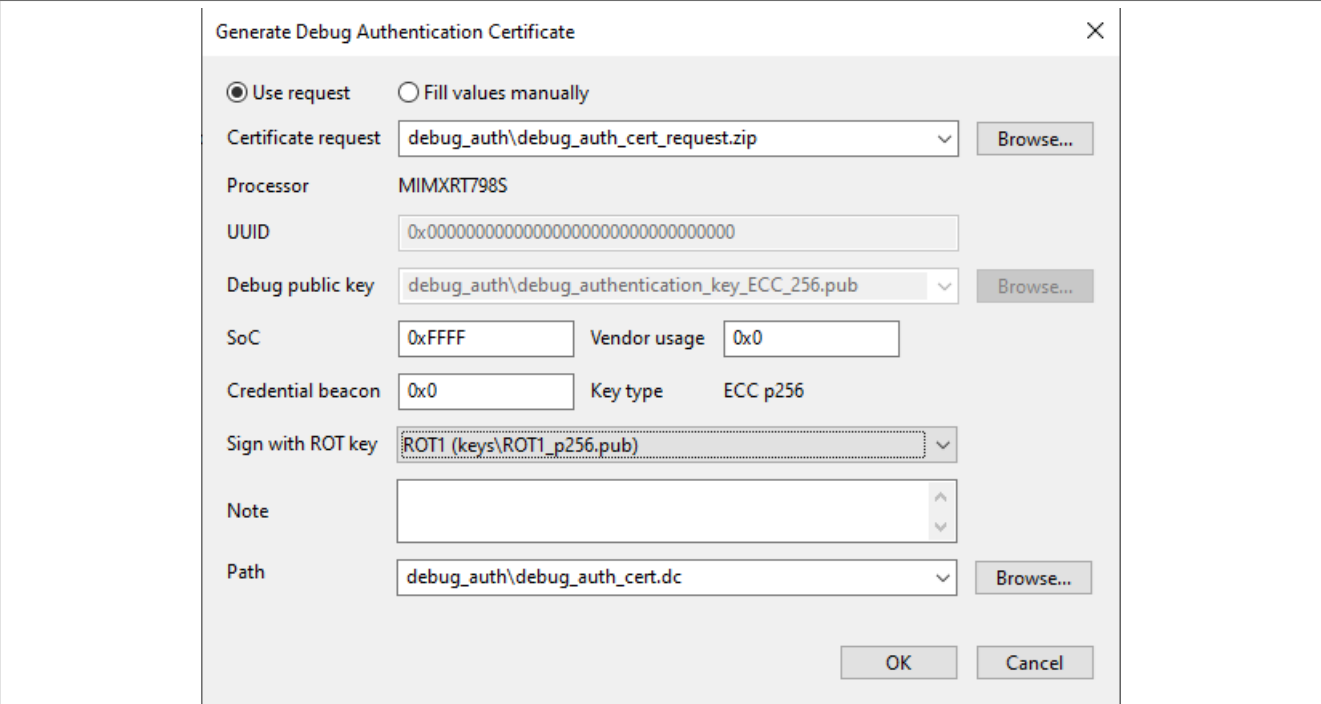 Generate Debug Authentication Certificate
Use request Fill values manually
Certificate request debug_auth\debug_auth_cert_request.zip Browse...
Processor MIMXRT798S
UUID 0x00000000000000000000000000000000
Debug public key debug_auth\debug_authentication_key_ECC_256.pub Browse...
SoC 0xFFFF Vendor usage 0x0
Credential beacon 0x0 Key type ECC p256
Sign with ROT key ROT1 (keys\ROT1_p256.pub)
Note
Path debug_auth\debug_auth_cert.dc Browse...
OK Cancel